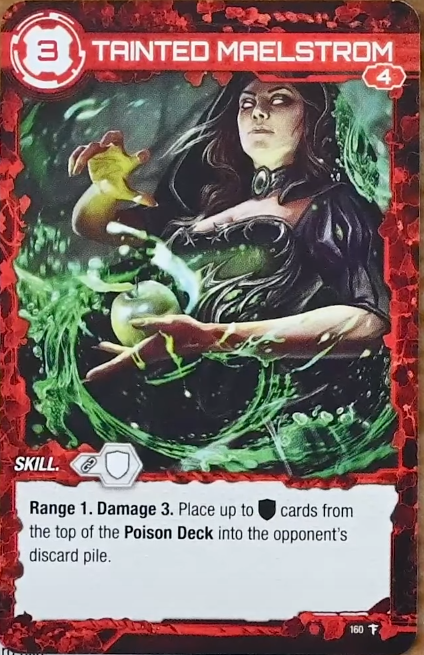 3 TAINTED MAELSTROM
4
SKILL.
Range 1. Damage 3. Place up to cards from
the top of the Poison Deck into the opponent's
discard pile.
160